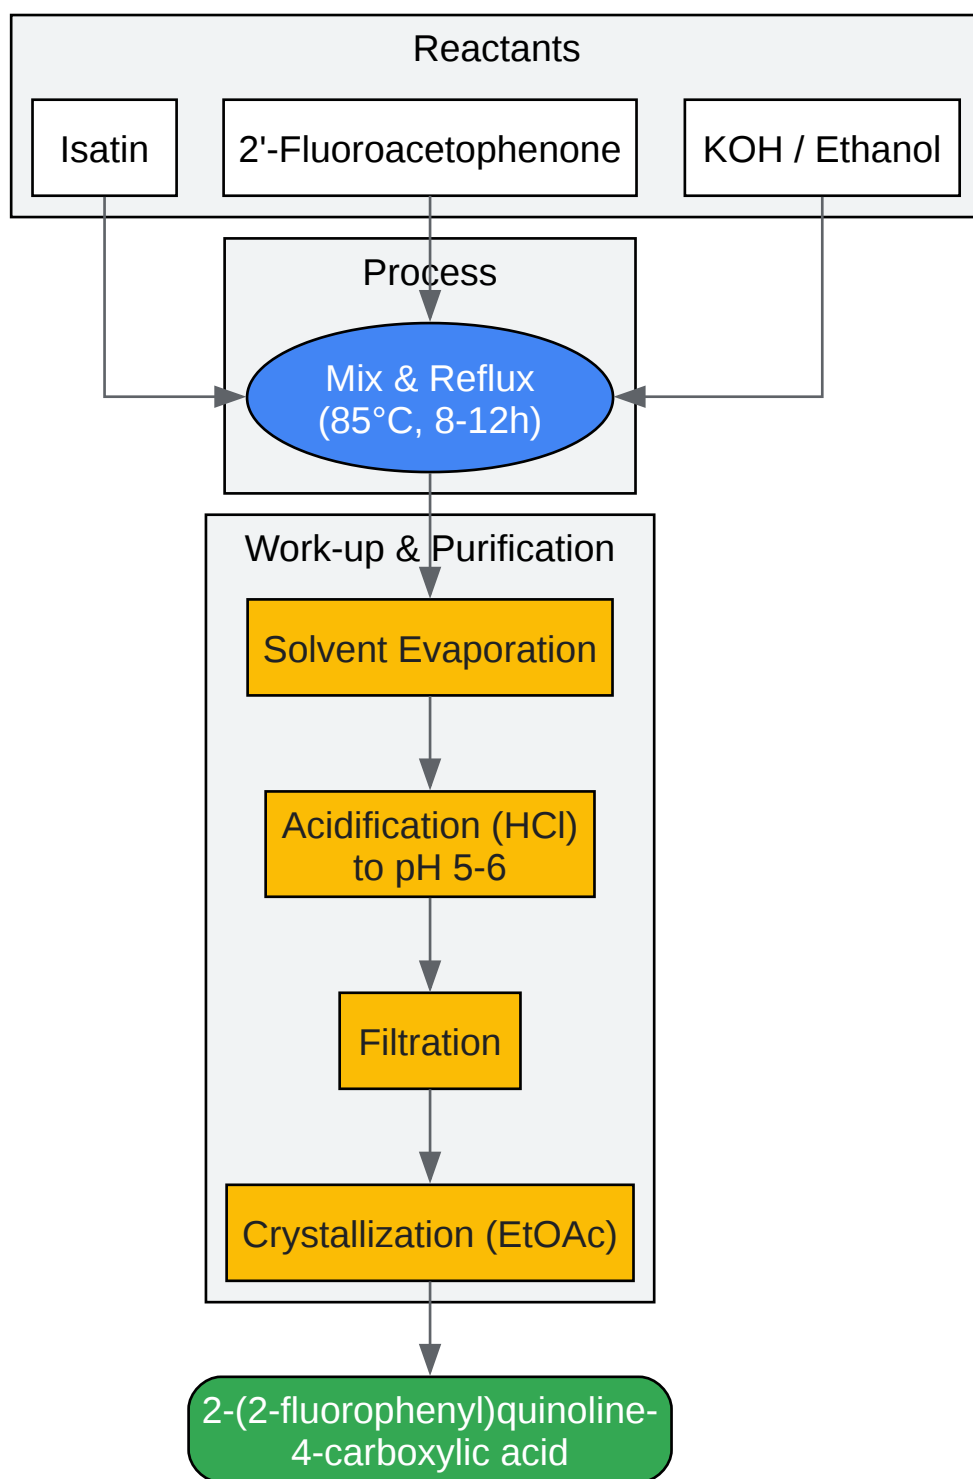 Reactants
Isatin
2'-Fluoroacetophenone
KOH / Ethanol
Process
Mix & Reflux
(85°C, 8-12h)
Work-up & Purification
Solvent Evaporation
Acidification (HCl)
to pH 5-6
Filtration
Crystallization (EtOAc)
2-(2-fluorophenyl)quinoline-
4-carboxylic acid